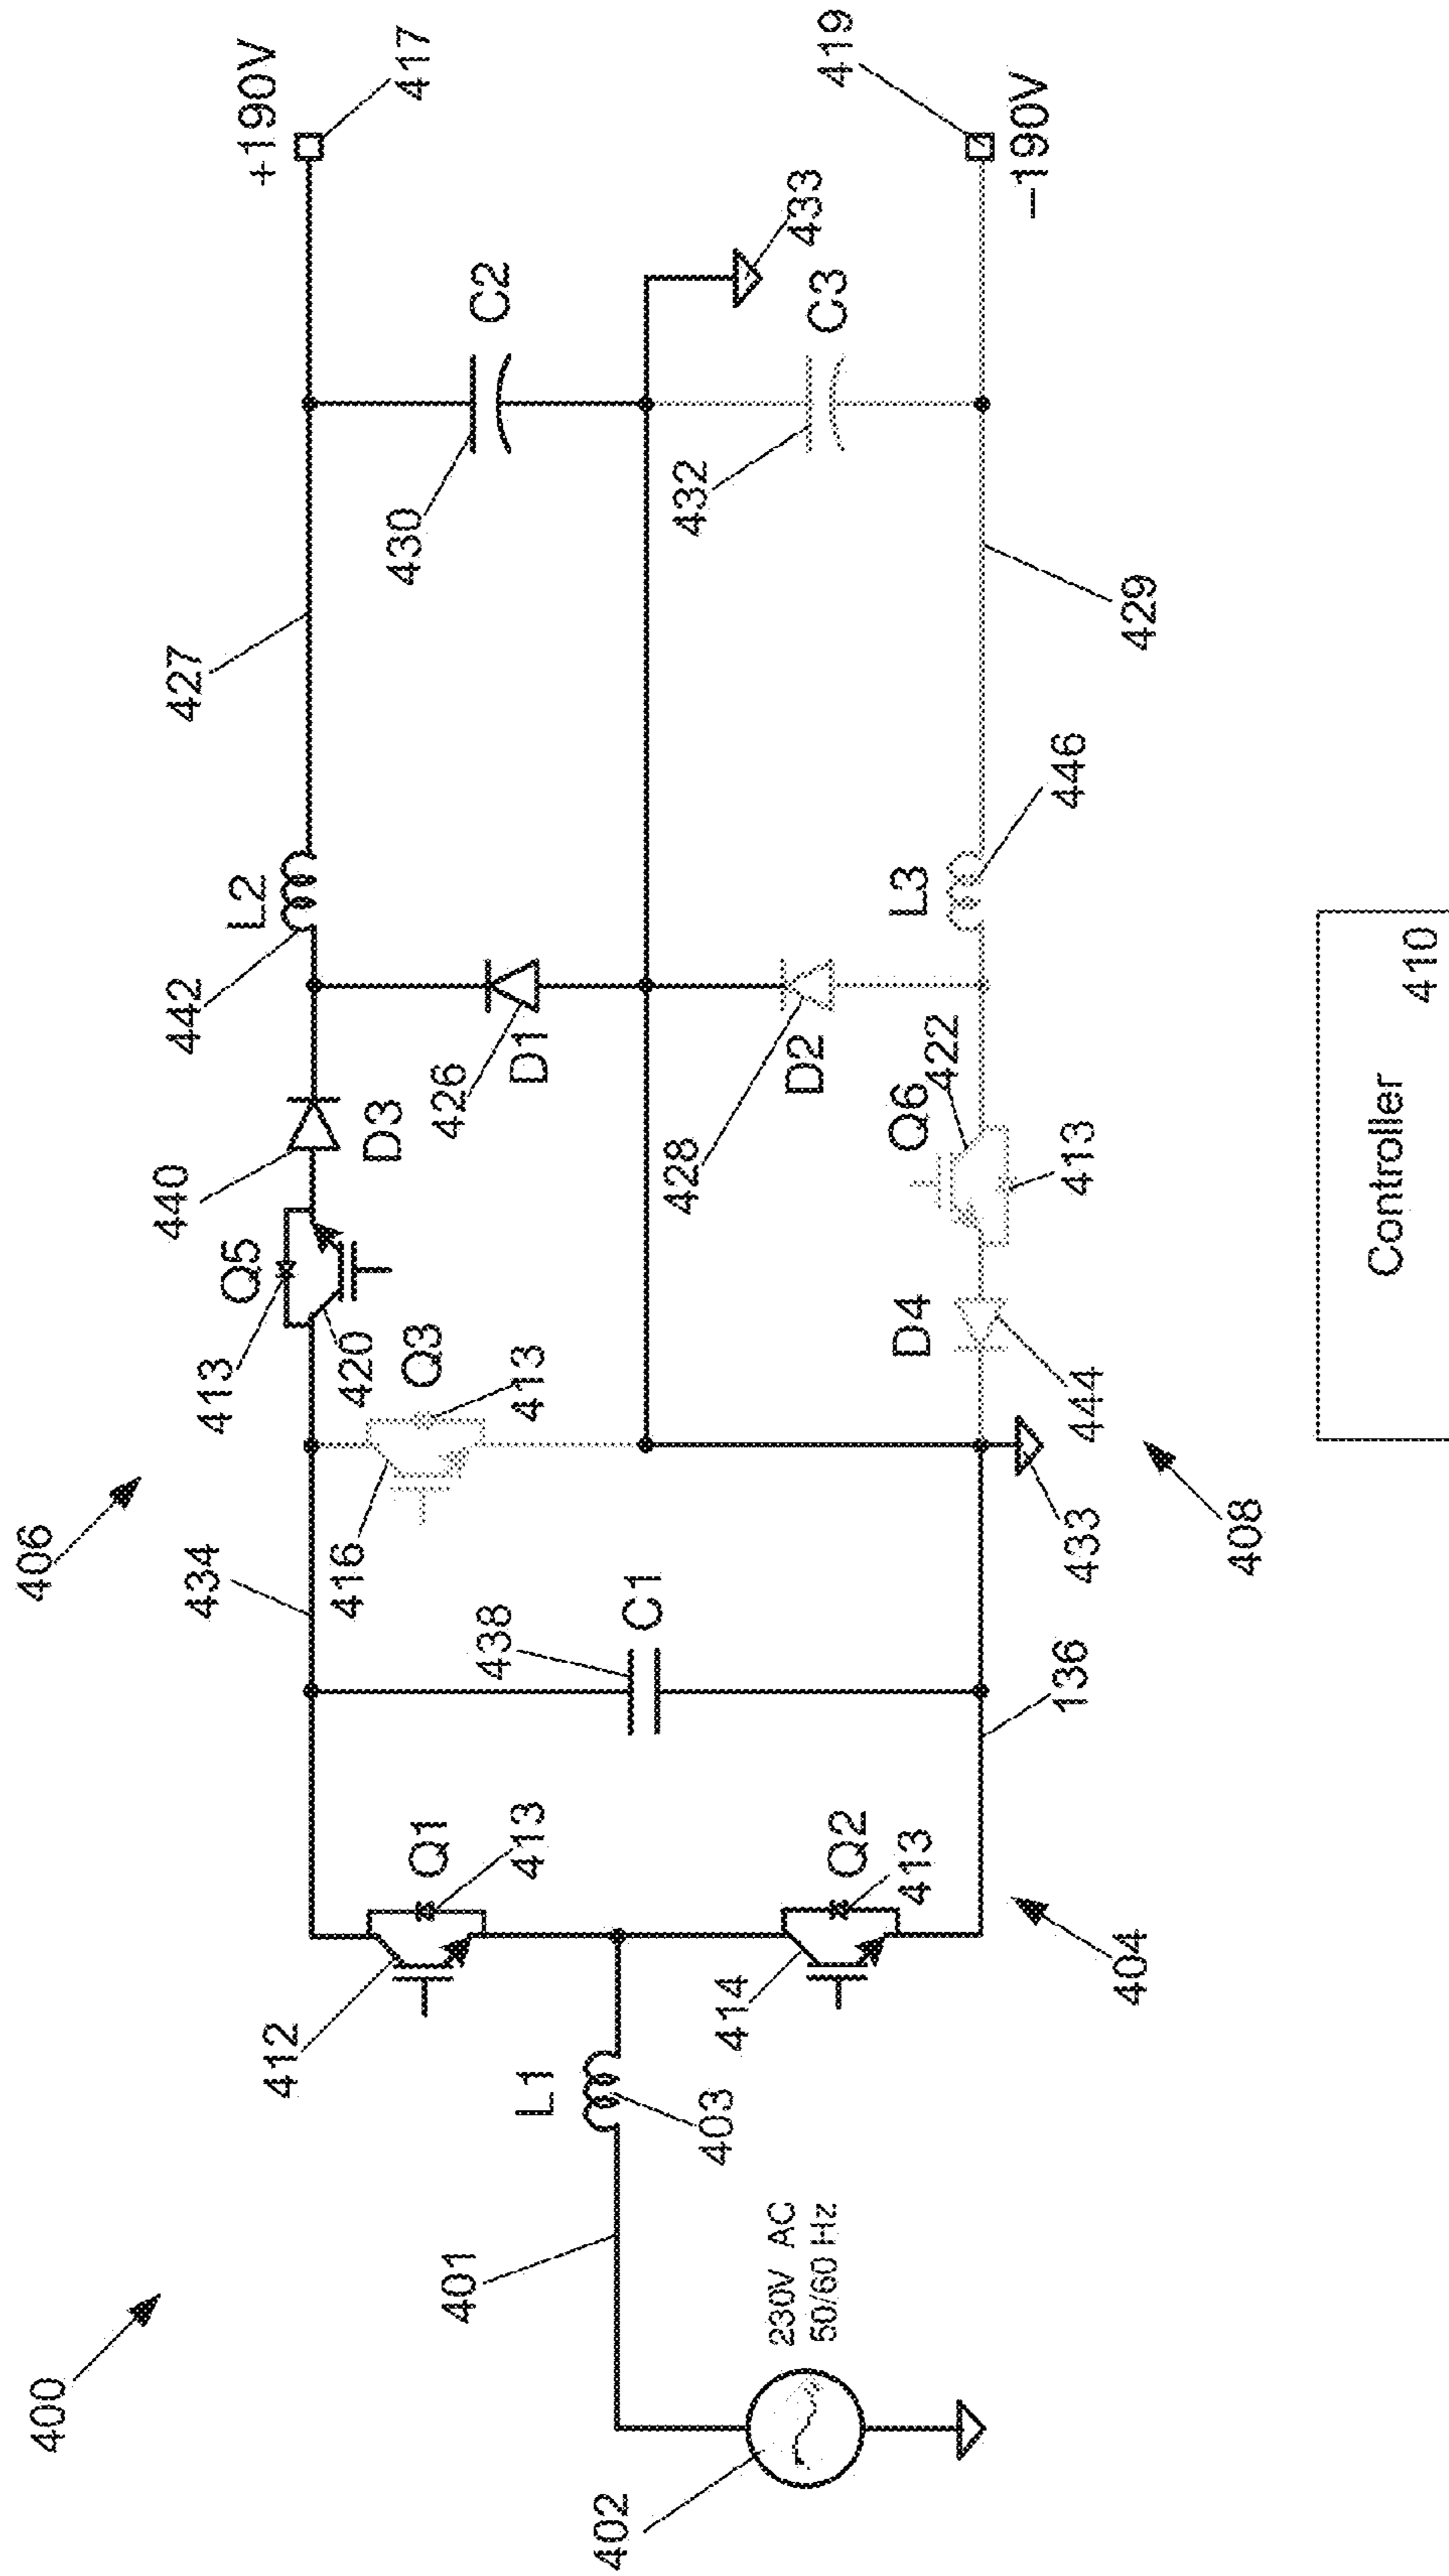 400
406
434
413
Q5
440
442
L2
427
+190V
417
412
Q1
413
438
C1
416
Q3
413
420
D3
426
D1
430
C2
433
401
L1
403
402
230V AC
50/60 Hz
414
Q2
413
404
136
433
408
D4
444
Q6
422
413
428
D2
L3
446
432
C3
429
419
−190V
Controller
410